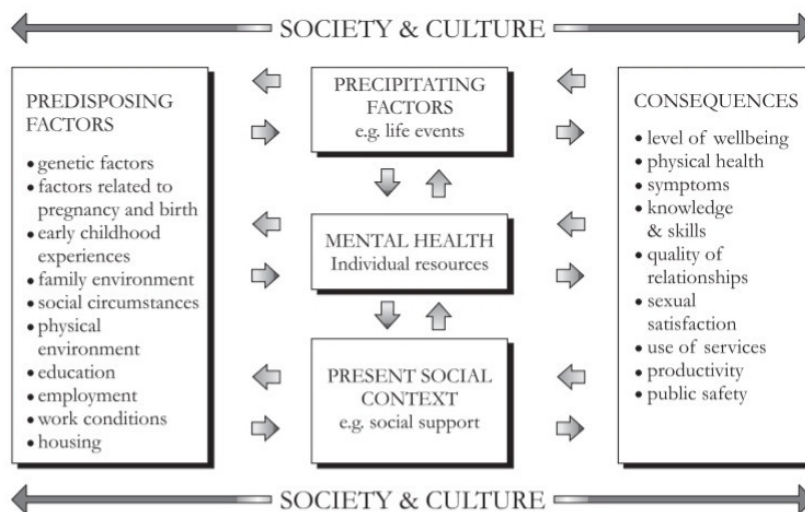 SOCIETY & CULTURE
PREDISPOSING
FACTORS
• genetic factors
• factors related to
pregnancy and birth
• early childhood
experiences
• family environment
• social circumstances
• physical
environment
• education
• employment
• work conditions
• housing
PRECIPITATING
FACTORS
e.g. life events
MENTAL HEALTH
Individual resources
PRESENT SOCIAL
CONTEXT
e.g. social support
CONSEQUENCES
• level of wellbeing
• physical health
• symptoms
• knowledge
& skills
• quality of
relationships
• sexual
satisfaction
• use of services
• productivity
• public safety
SOCIETY & CULTURE